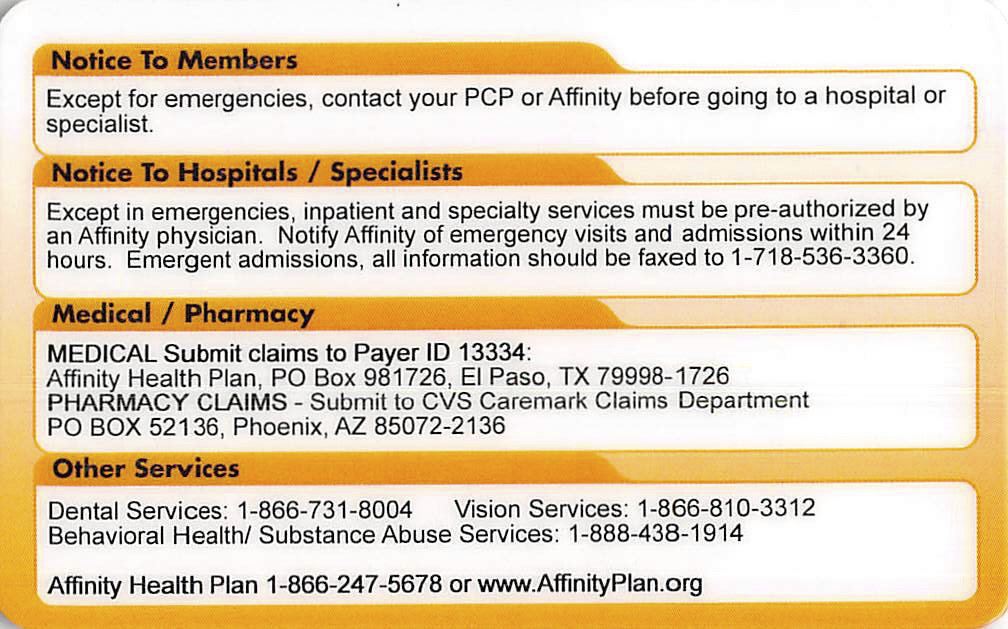 Notice To Members
Except for emergencies, contact your PCP or Affinity before going to a hospital or
specialist.
Notice To Hospitals / Specialists
Except in emergencies, inpatient and specialty services must be pre-authorized by
an Affinity physician. Notify Affinity of emergency visits and admissions within 24
hours. Emergent admissions, all information should be faxed to 1-718-536-3360.
Medical / Pharmacy
MEDICAL Submit claims to Payer ID 13334:
Affinity Health Plan, PO Box 981726, El Paso, TX 79998-1726
PHARMACY CLAIMS - Submit to CVS Caremark Claims Department
PO BOX 52136, Phoenix, AZ 85072-2136
Other Services
Dental Services: 1-866-731-8004 Vision Services: 1-866-810-3312
Behavioral Health/ Substance Abuse Services: 1-888-438-1914
Affinity Health Plan 1-866-247-5678 or www.AffinityPlan.org